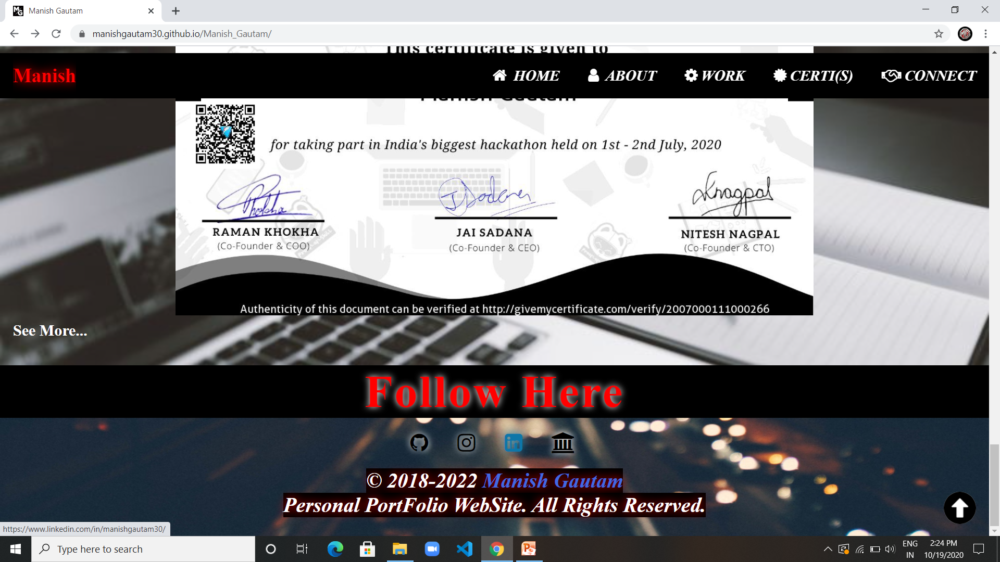 Manish Gautam
manishgautam30.github.io/Manish_Gautam/
This certificate is given to
Manish
HOME
ABOUT
WORK
CERTI(S)
CONNECT
Manish Gautam
for taking part in India's biggest hackathon held on 1st - 2nd July, 2020
RAMAN KHOKHA
(Co-Founder & COO)
JAI SADANA
(Co-Founder & CEO)
NITESH NAGPAL
(Co-Founder & CTO)
Authenticity of this document can be verified at http://givemycertificate.com/verify/2007000111000266
See More...
Follow Here
© 2018-2022 Manish Gautam
Personal PortFolio WebSite. All Rights Reserved.
https://www.linkedin.com/in/manishgautam30/
Type here to search
ENG
IN
2:24 PM
10/19/2020